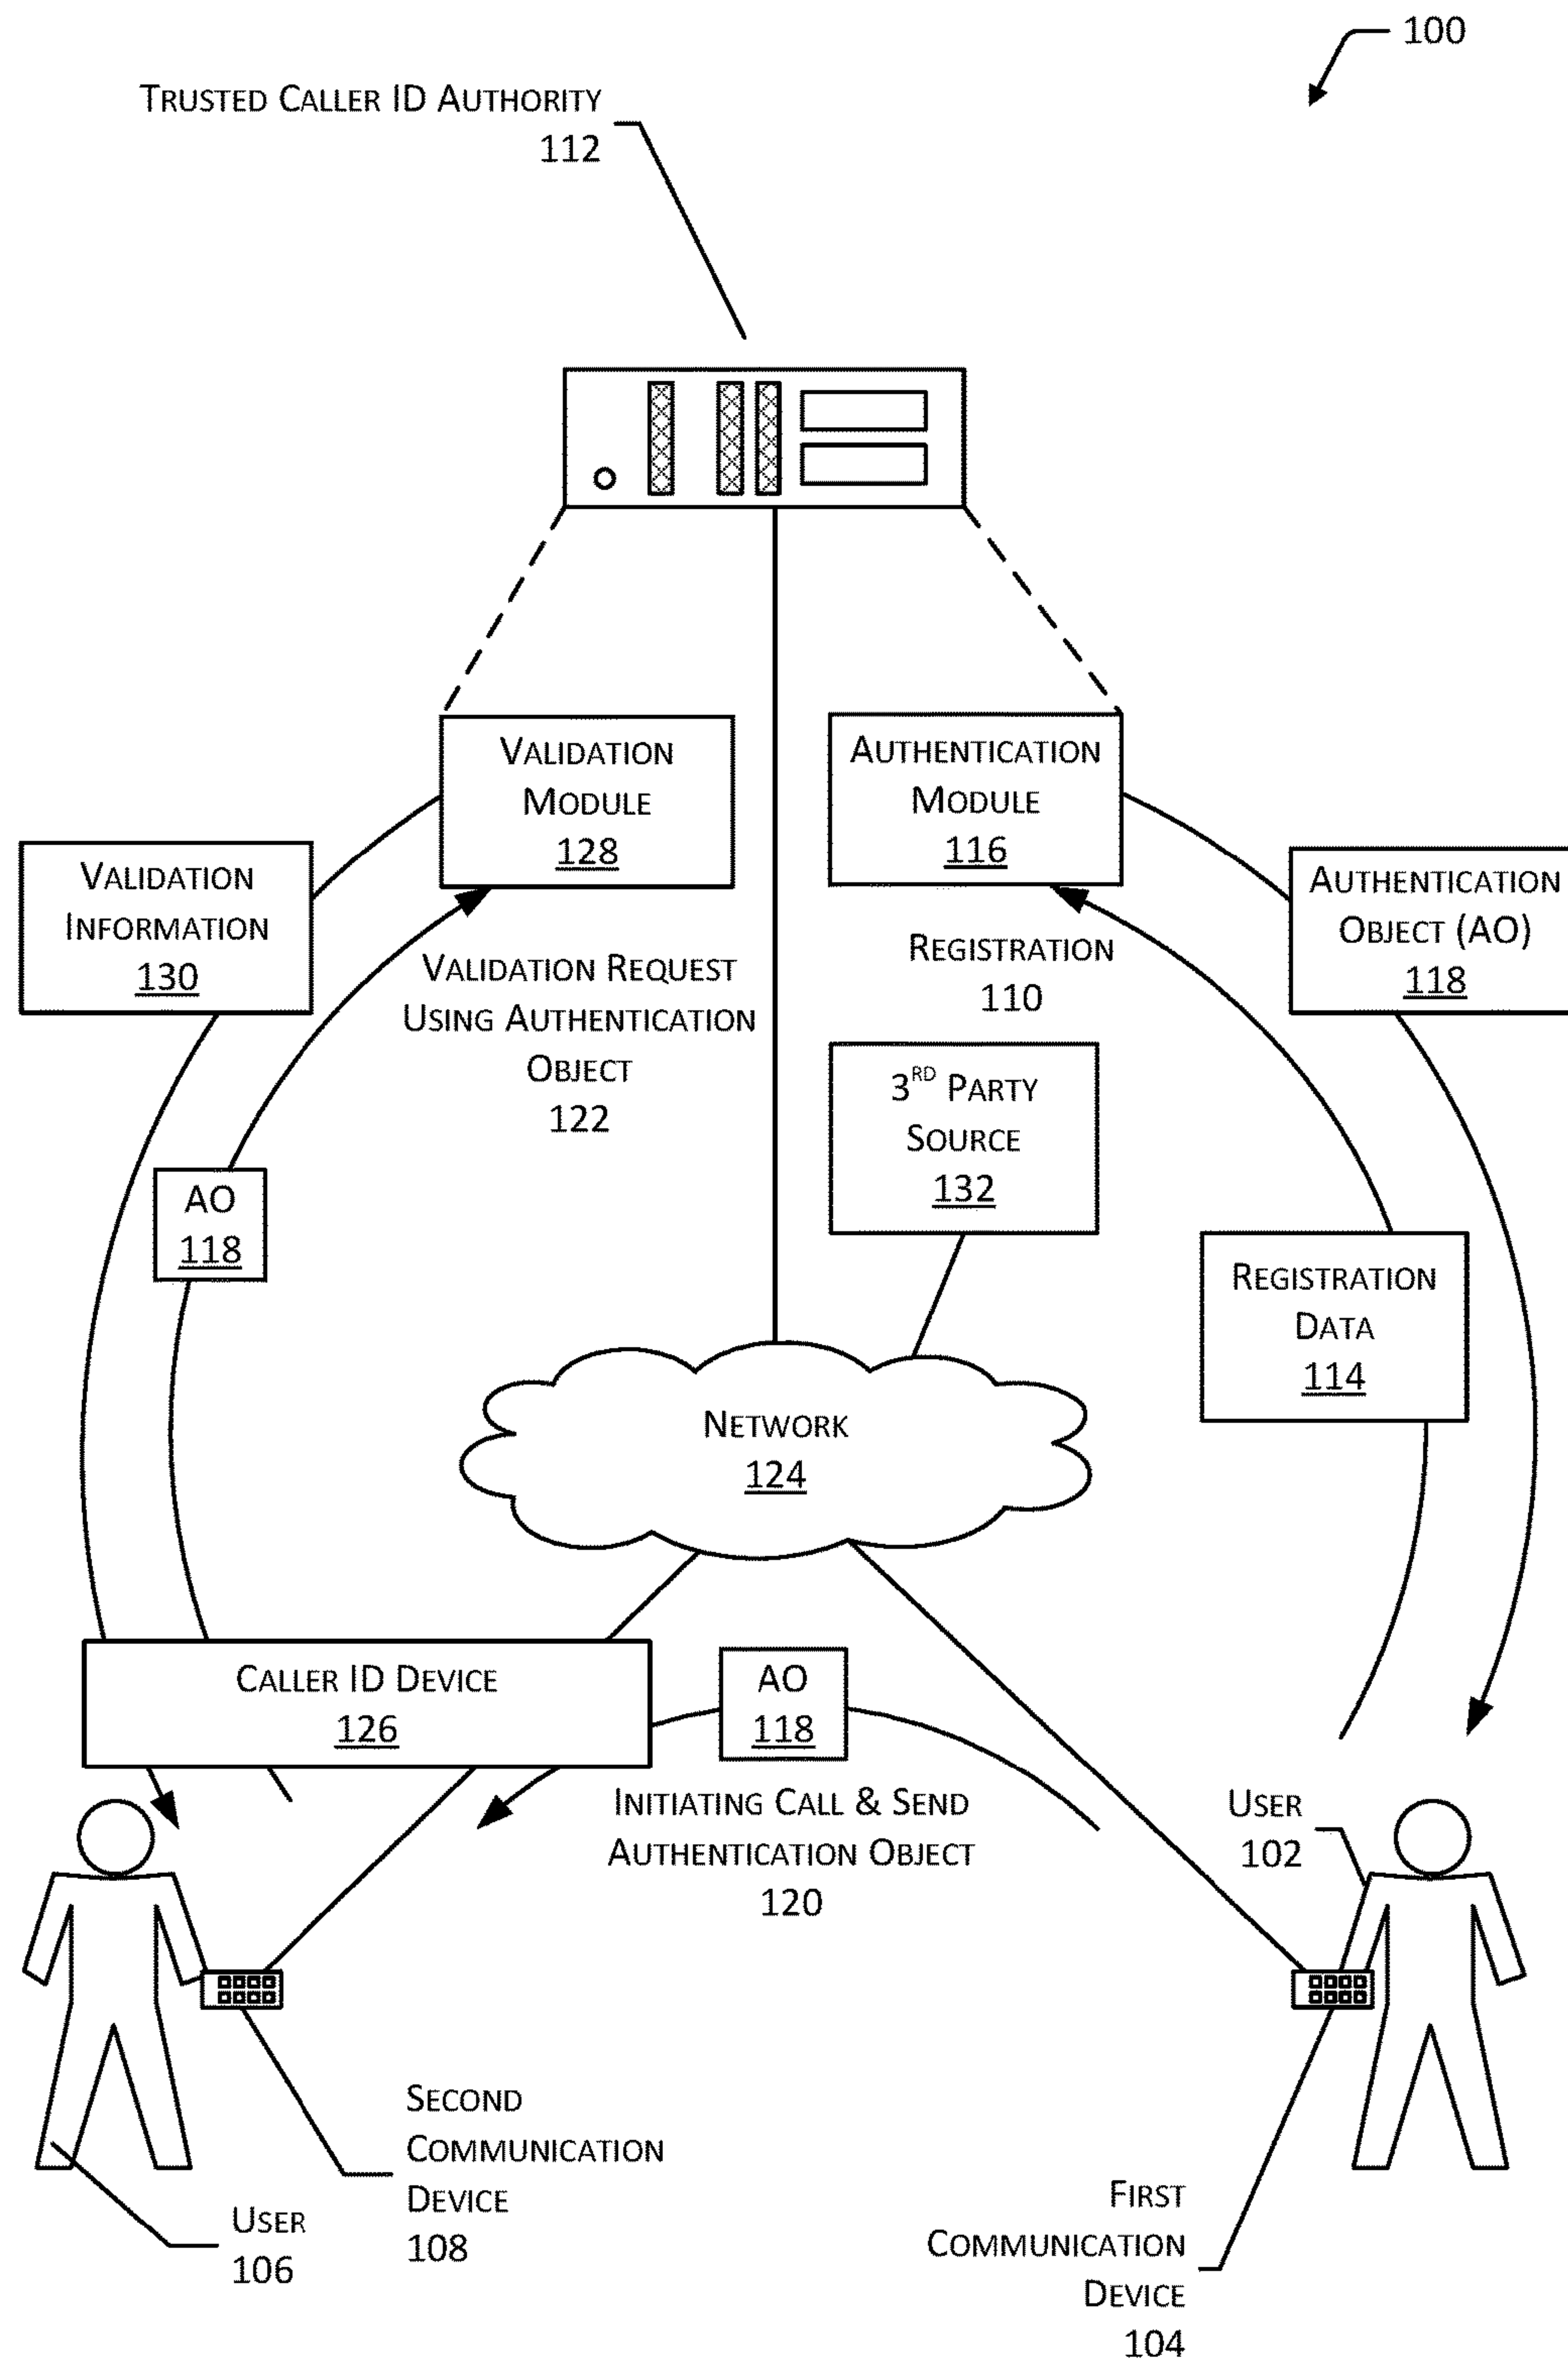 100
TRUSTED CALLER ID AUTHORITY
112
VALIDATION
MODULE
128
AUTHENTICATION
MODULE
116
VALIDATION
INFORMATION
130
AUTHENTICATION
OBJECT (AO)
118
VALIDATION REQUEST
USING AUTHENTICATION
OBJECT
122
REGISTRATION
110
3RD PARTY
SOURCE
132
AO
118
REGISTRATION
DATA
114
NETWORK
124
CALLER ID DEVICE
126
AO
118
INITIATING CALL & SEND
AUTHENTICATION OBJECT
120
USER
102
SECOND
COMMUNICATION
DEVICE
108
USER
106
FIRST
COMMUNICATION
DEVICE
104